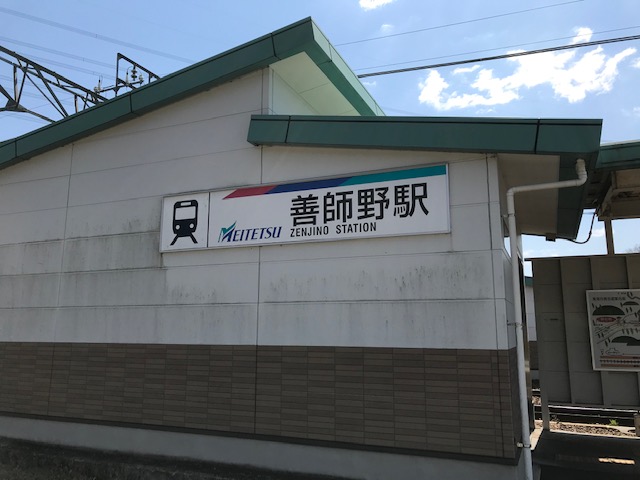 MEITETSU
善師野駅
ZENJINO STATION